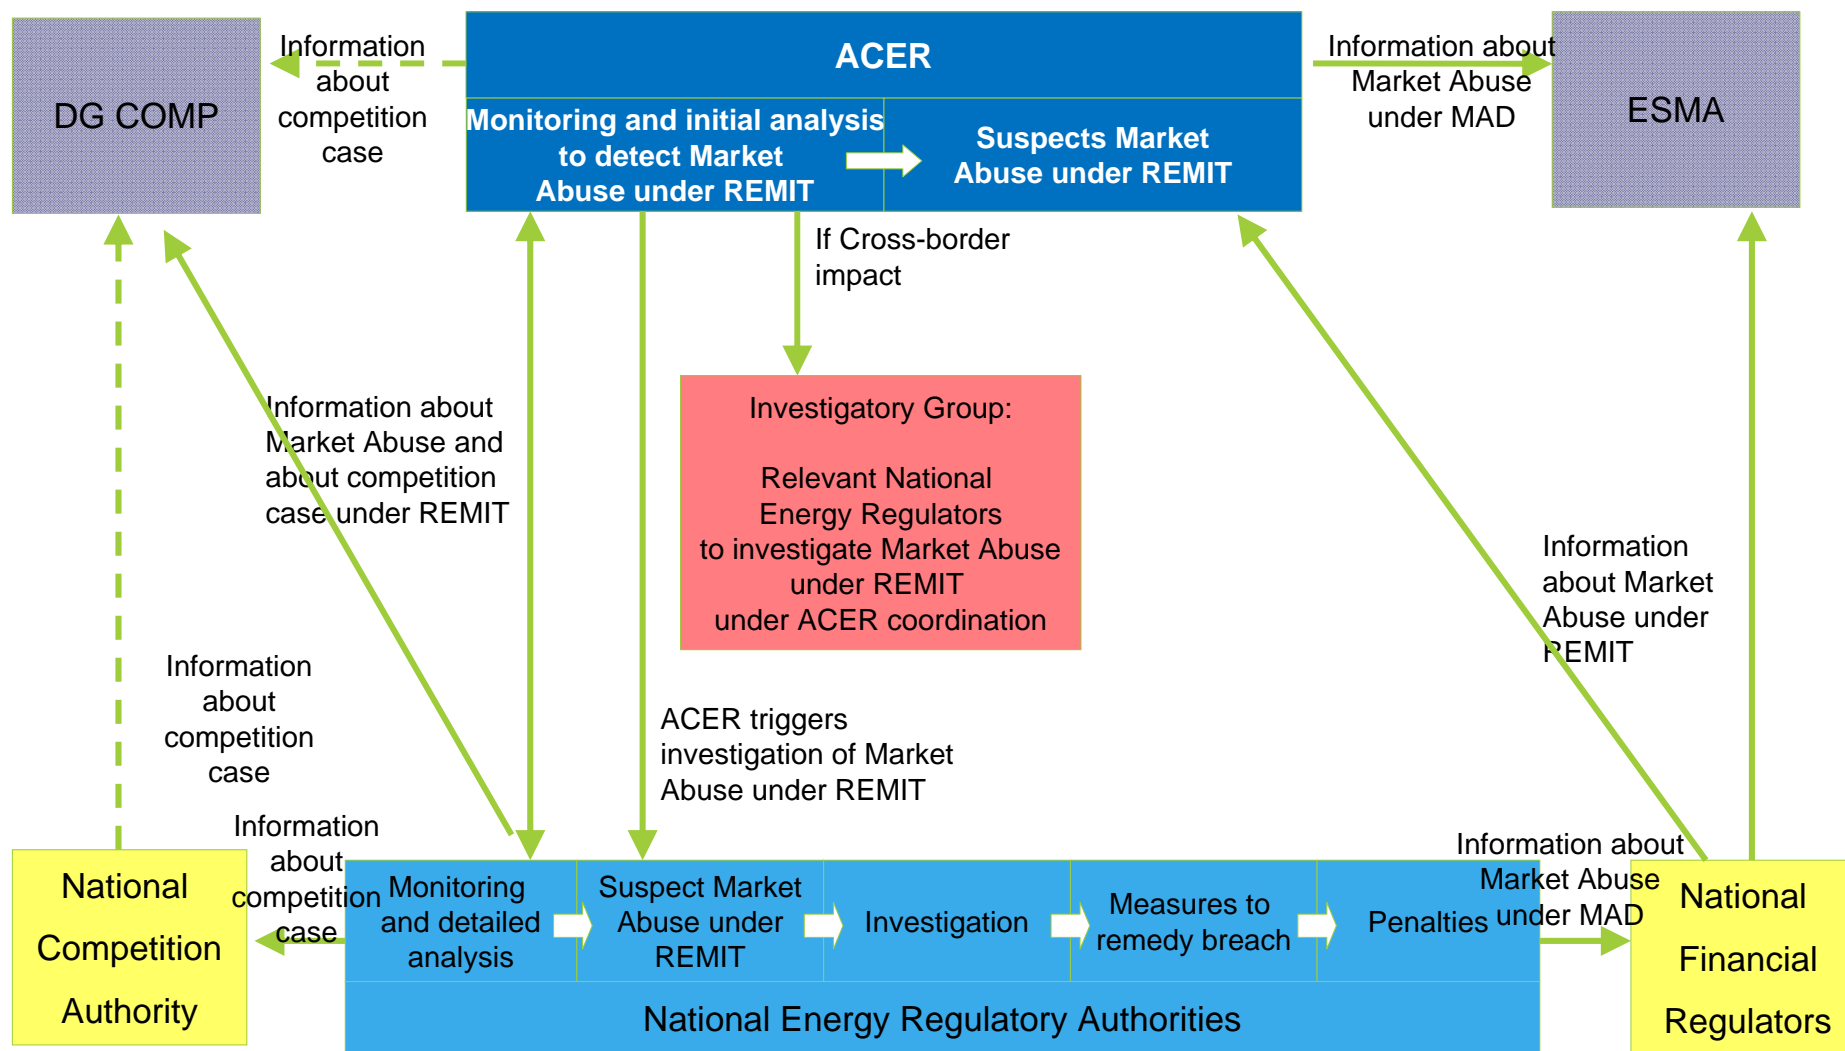 DG COMP
Information
about
competition
case
ACER
Monitoring and initial analysis
to detect Market
Abuse under REMIT
Suspects Market
Abuse under REMIT
Information about
Market Abuse
under MAD
ESMA
If Cross-border
impact
Information about
Market Abuse and
about competition
case under REMIT
Investigatory Group:
Relevant National
Energy Regulators
to investigate Market Abuse
under REMIT
under ACER coordination
Information
about Market
Abuse under
REMIT
Information
about
competition
case
ACER triggers
investigation of Market
Abuse under REMIT
Information
about
competition
case
Information about
Market Abuse
under MAD
National
Competition
Authority
Monitoring
and detailed
analysis
Suspect Market
Abuse under
REMIT
Investigation
Measures to
remedy breach
Penalties
National Energy Regulatory Authorities
National
Financial
Regulators